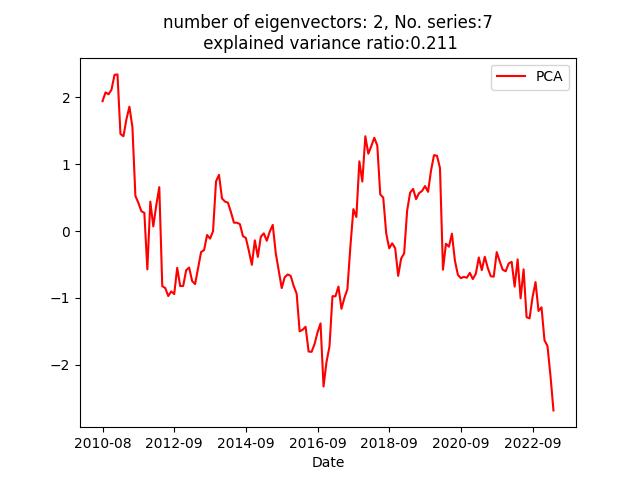 number of eigenvectors: 2, No. series:7
explained variance ratio:0.211
PCA
2
1
0
−1
−2
2010-08 2012-09 2014-09 2016-09 2018-09 2020-09 2022-09
Date